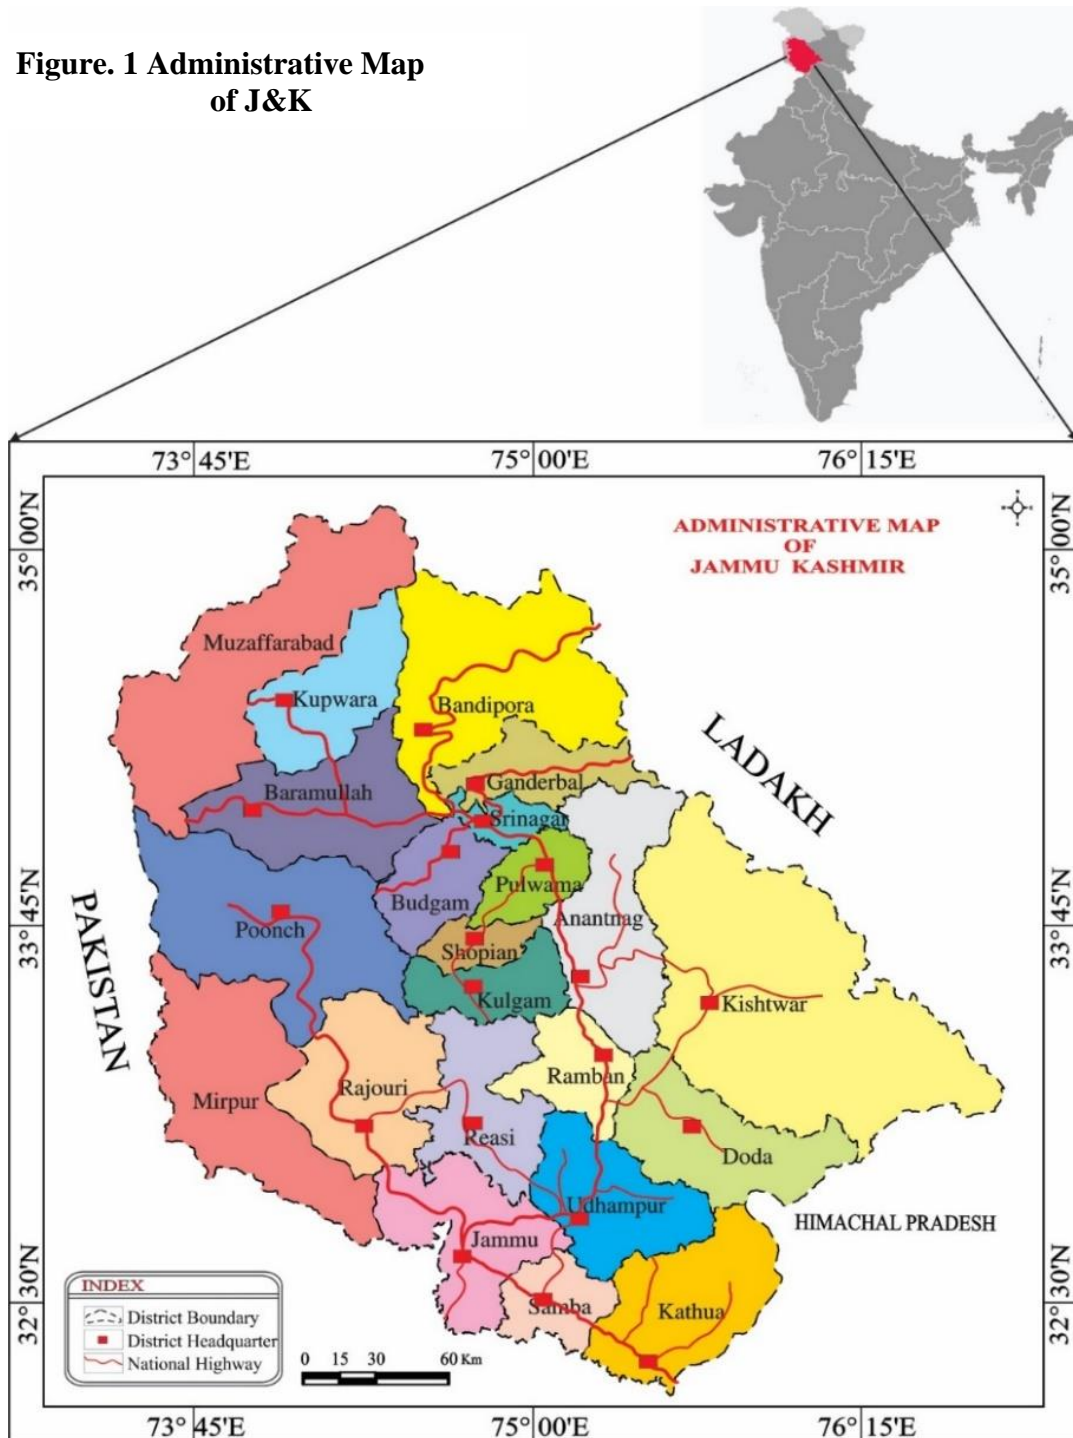 Figure. 1 Administrative Map
of J&K
73°45'E
75°00'E
76°15'E
35°00'N
35°00'N
ADMINISTRATIVE MAP
OF
JAMMU KASHMIR
Muzaffarabad
Kupwara
Bandipora
LADAKH
Ganderbal
Baramullah
Srinagar
Pulwama
Budgam
Anantnag
33°45'N
33°45'N
PAKISTAN
Poonch
Shopian
Kulgam
Kishtwar
Ramban
Rajouri
Mirpur
Reasi
Doda
Udhampur
HIMACHAL PRADESH
Jammu
32°30'N
32°30'N
Samba
Kathua
INDEX
District Boundary
District Headquarter
National Highway
0 15 30 60 Km
73°45'E
75°00'E
76°15'E